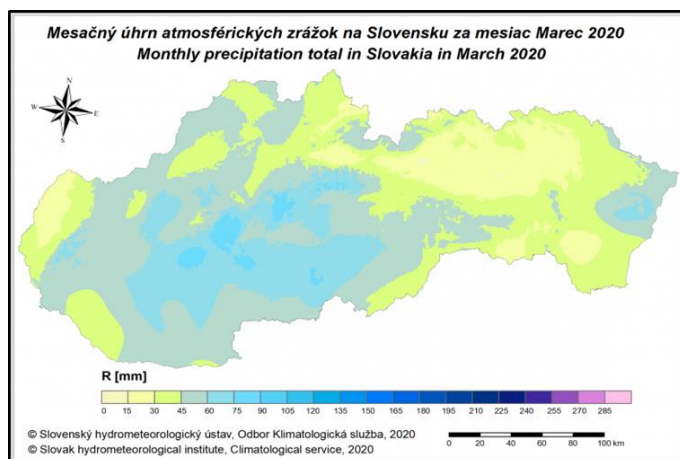 Mesačný úhrn atmosférických zrážok na Slovensku za mesiac Marec 2020
Monthly precipitation total in Slovakia in March 2020
N
W E
S
R [mm]
0 15 30 45 60 75 90 105 120 135 150 165 180 195 210 225 240 255 270 285
© Slovenský hydrometeorologický ústav, Odbor Klimatologická služba, 2020
© Slovak hydrological institute, Climatological service, 2020
0 20 40 60 80 100 km